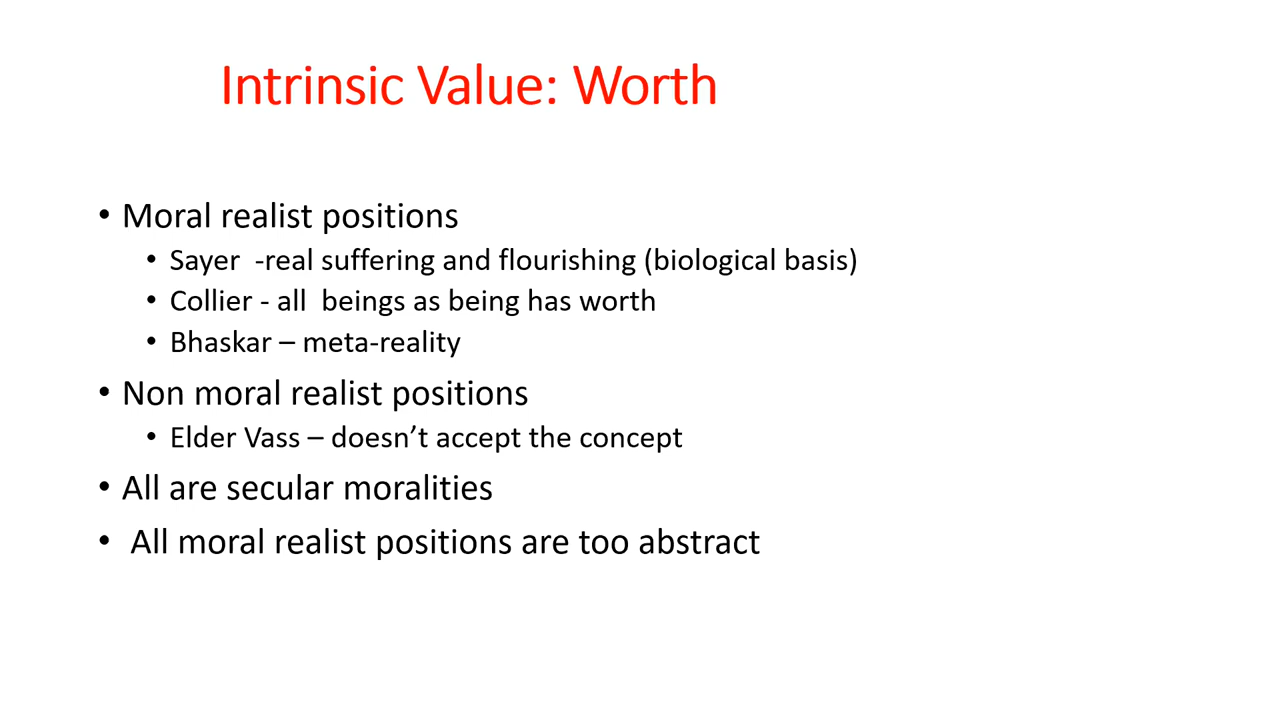 Intrinsic Value: Worth
• Moral realist positions
• Sayer  -real suffering and flourishing (biological basis)
• Collier - all  beings as being has worth
• Bhaskar – meta-reality
• Non moral realist positions
• Elder Vass – doesn’t accept the concept
• All are secular moralities
•  All moral realist positions are too abstract